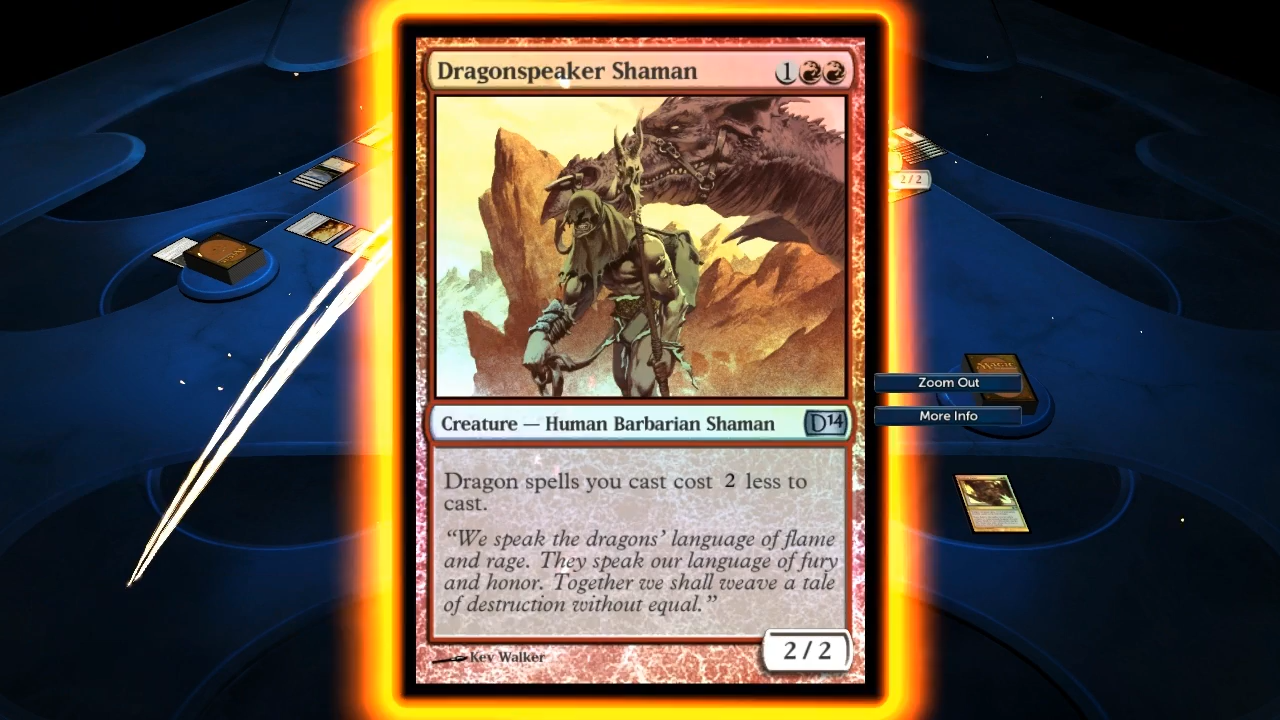 Dragonspeaker Shaman 1
Creature — Human Barbarian Shaman D14
Dragon spells you cast cost 2 less to
cast.
“We speak the dragons’ language of flame
and rage. They speak our language of fury
and honor. Together we shall weave a tale
of destruction without equal.”
Kev Walker
2/2
2/2
Zoom Out
More Info